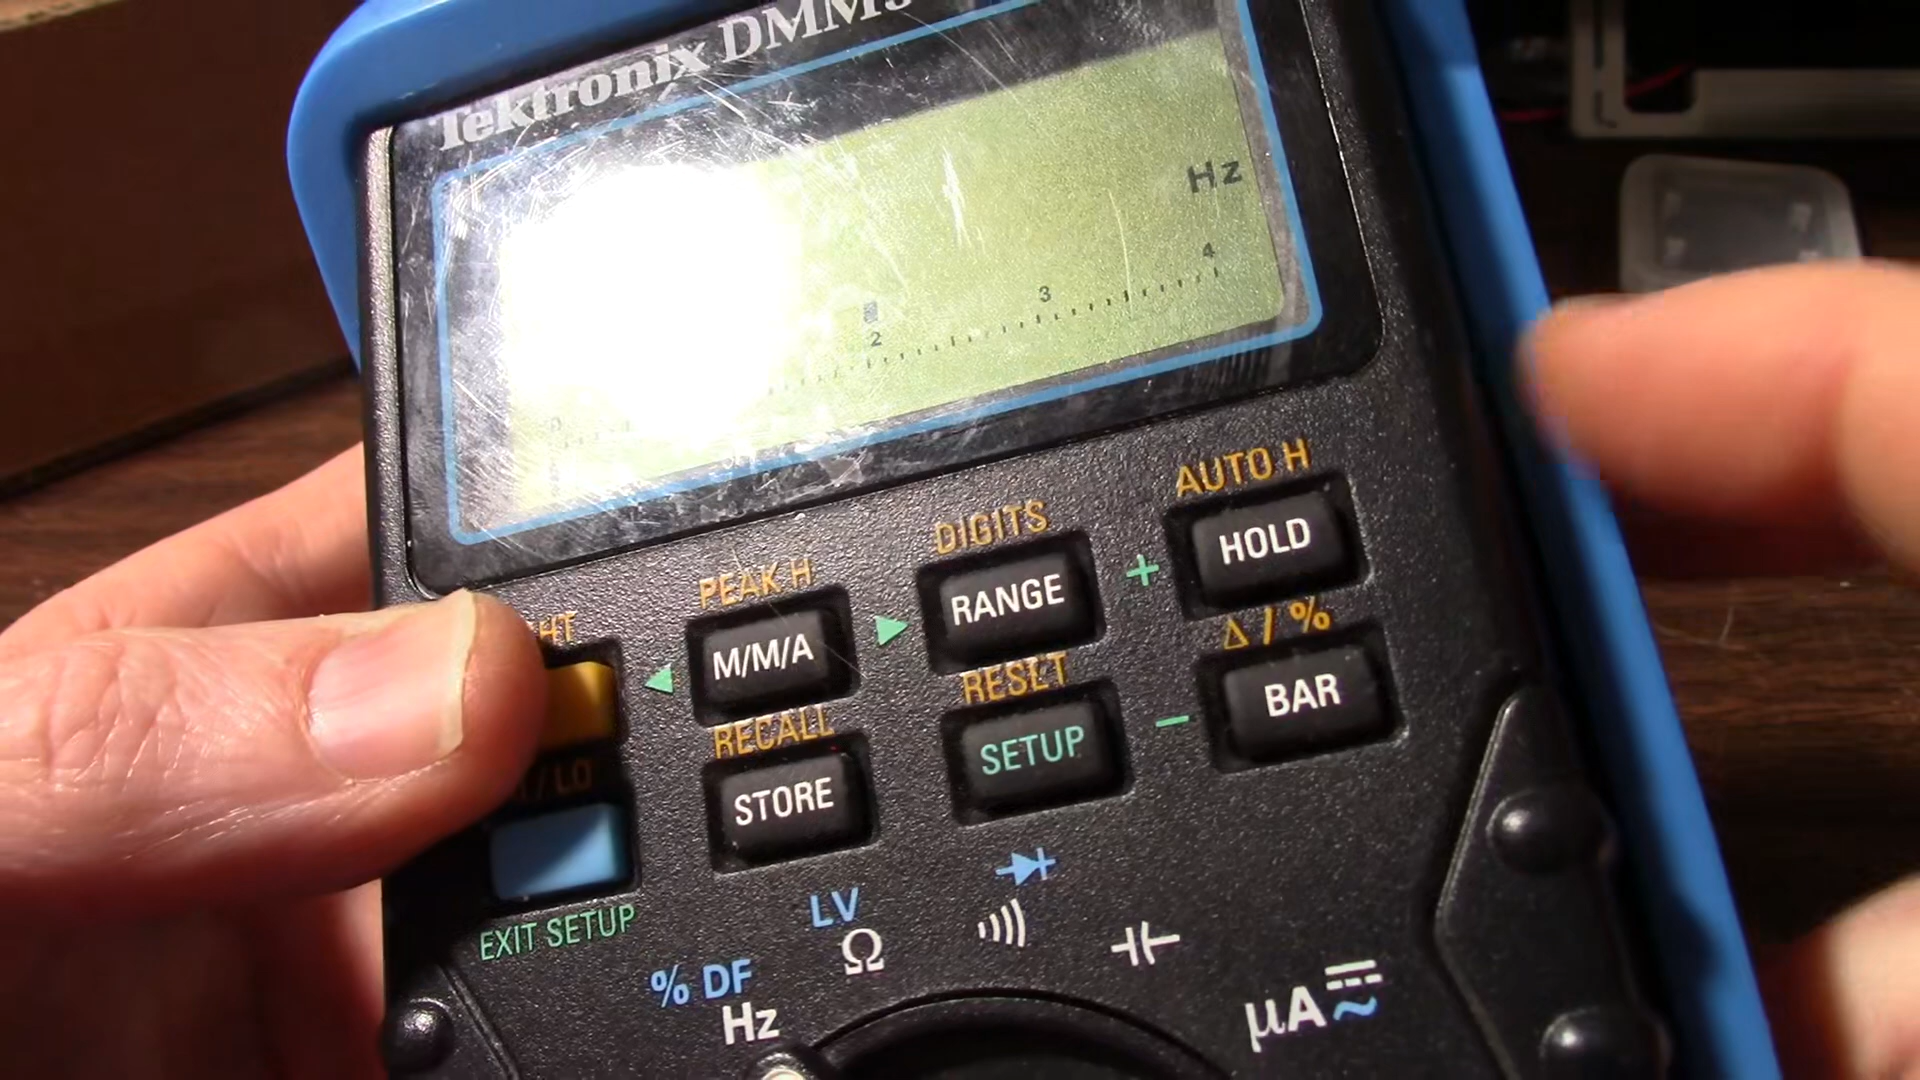 Tektronix DMM9
Hz
2 3 4
AUTO H
DIGITS
HOLD
PEAK H
RANGE
+
Δ / %
M/M/A
RESET
BAR
RECALL
SETUP
−
STORE
LV
Ω
EXIT SETUP
% DF
Hz
µA